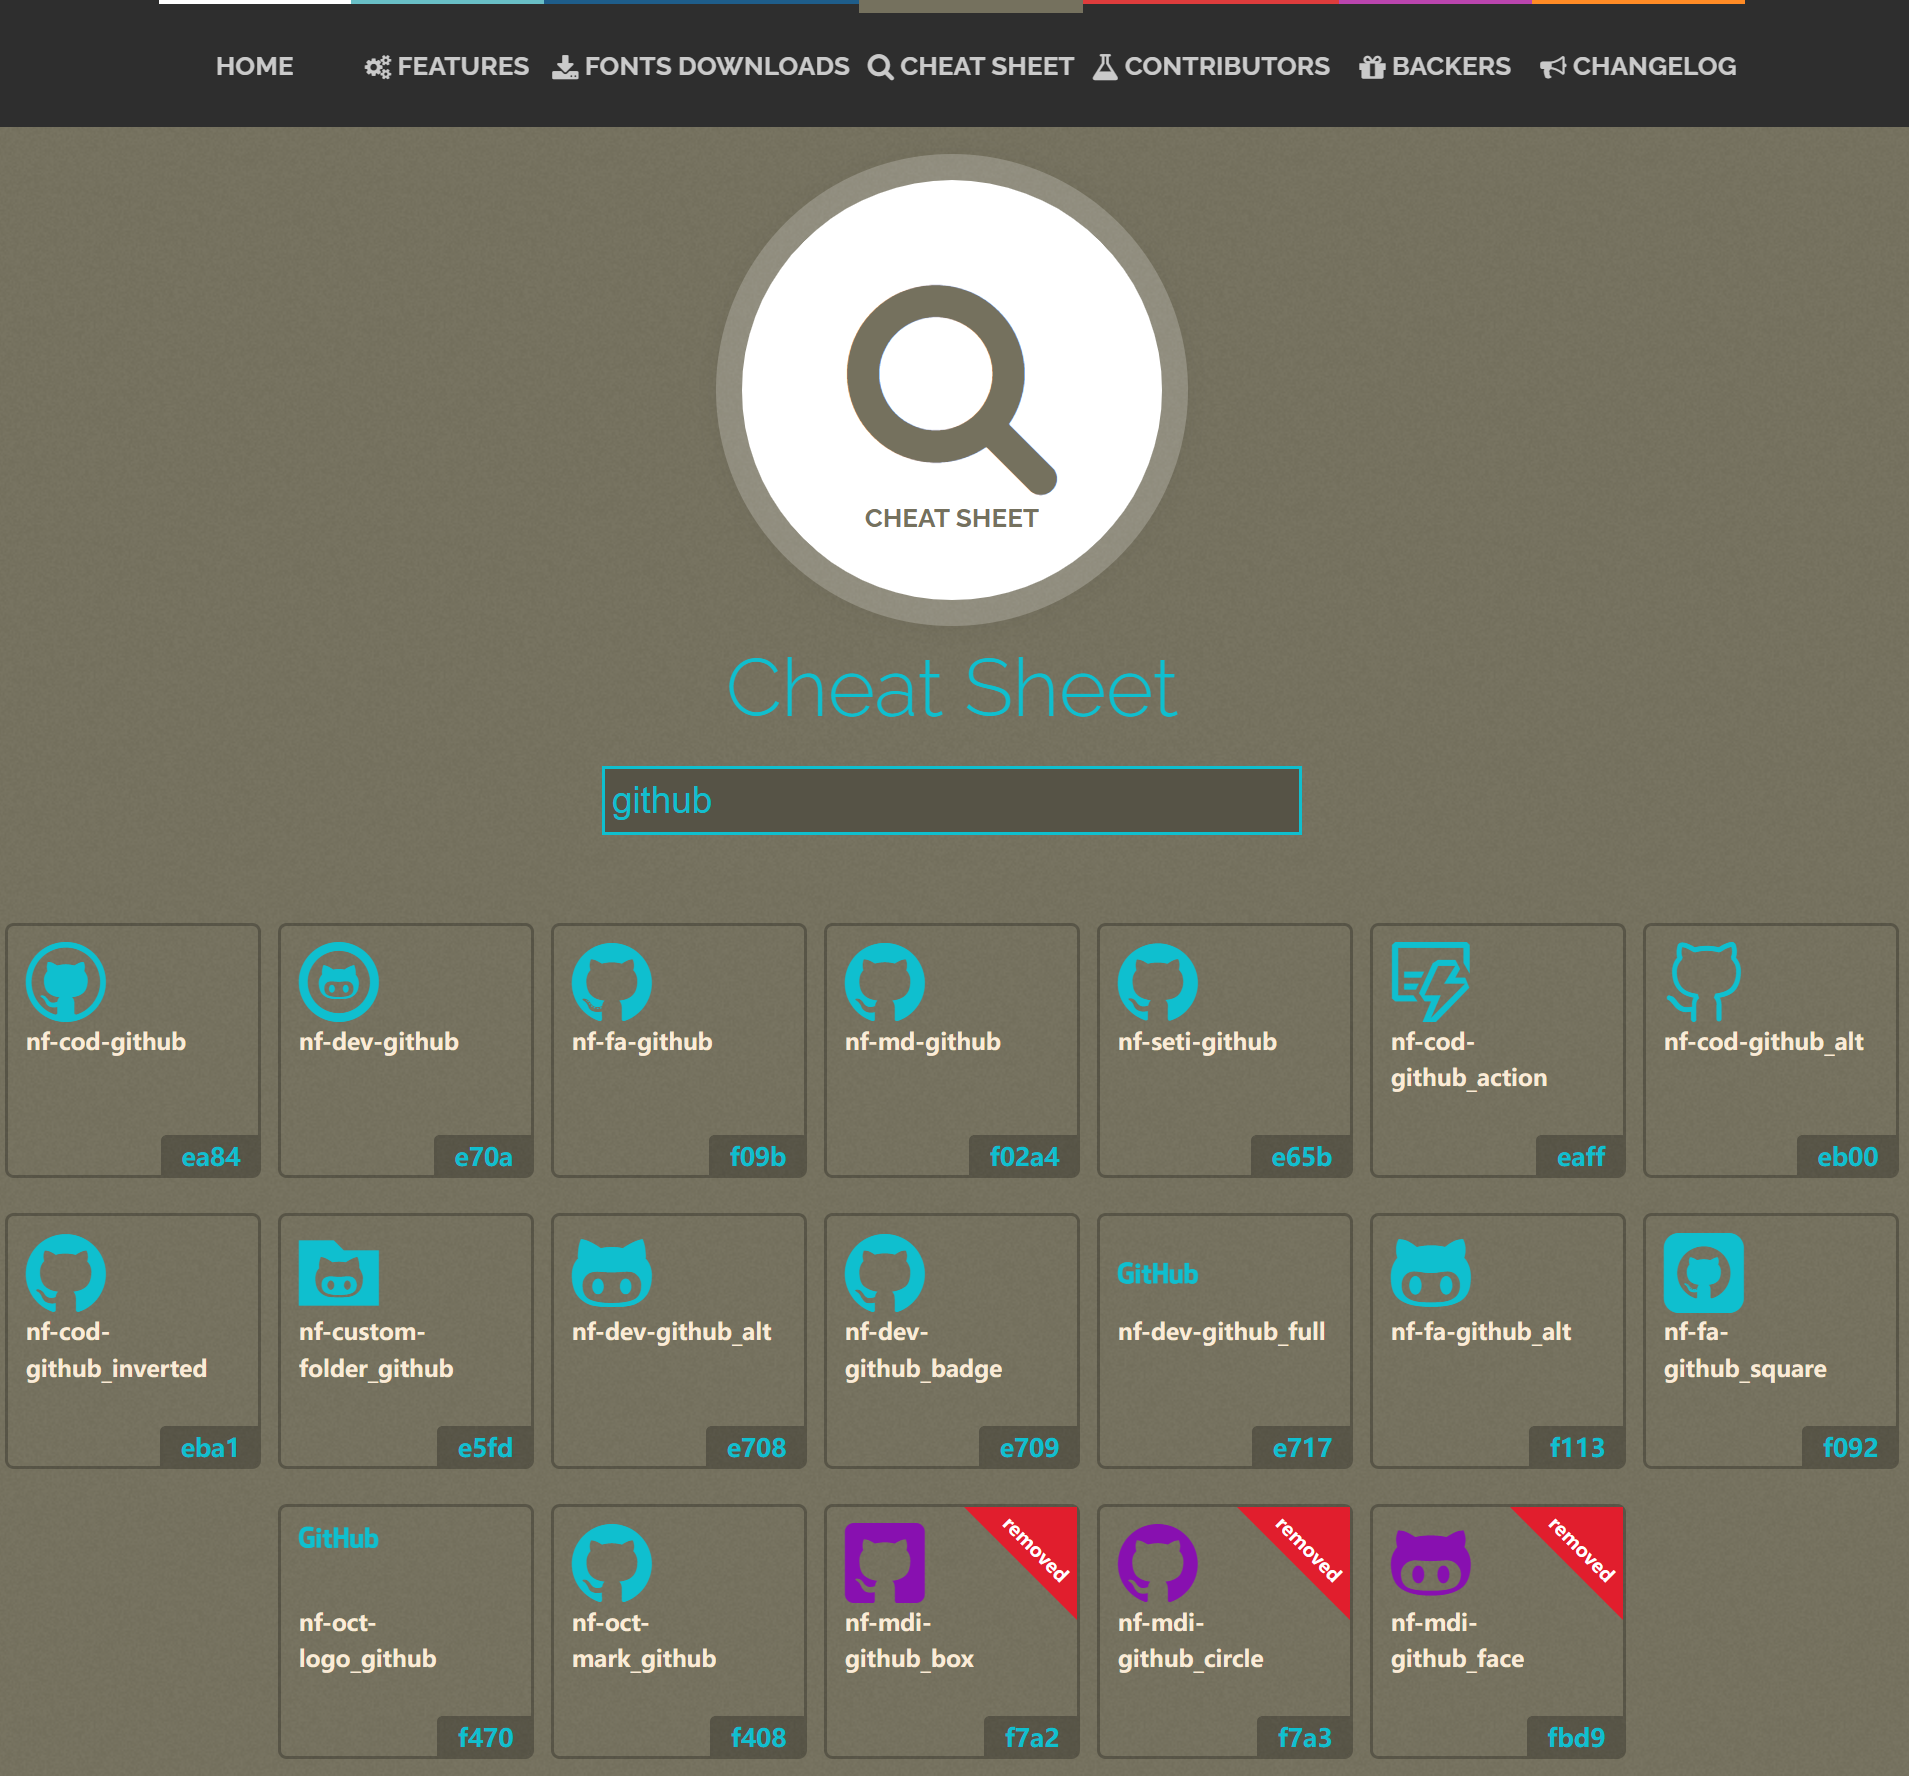 HOME FEATURES FONTS DOWNLOADS CHEAT SHEET CONTRIBUTORS BACKERS CHANGELOG
CHEAT SHEET
Cheat Sheet
github
nf-cod-github
ea84
nf-dev-github
e70a
nf-fa-github
f09b
nf-md-github
f02a4
nf-seti-github
e65b
nf-cod-
github_action
eaff
nf-cod-github_alt
eb00
nf-cod-
github_inverted
eba1
nf-custom-
folder_github
e5fd
nf-dev-github_alt
e708
nf-dev-
github_badge
e709
GitHub
nf-dev-github_full
e717
nf-fa-github_alt
f113
nf-fa-
github_square
f092
GitHub
nf-oct-
logo_github
f470
nf-oct-
mark_github
f408
removed
nf-mdi-
github_box
f7a2
removed
nf-mdi-
github_circle
f7a3
removed
nf-mdi-
github_face
fbd9